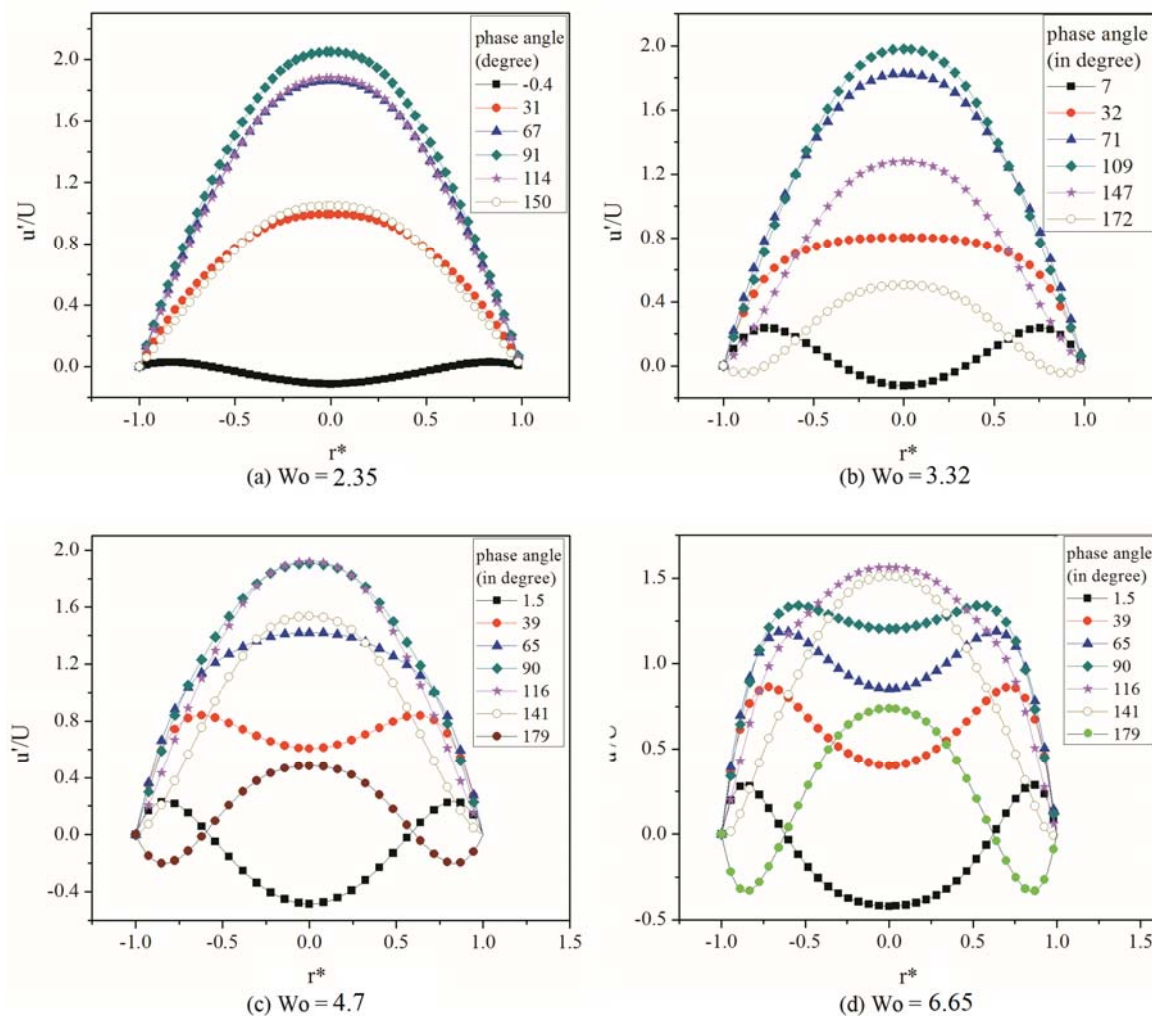 phase angle
(degree)
-0.4
31
67
91
114
150
2.0
1.6
1.2
0.8
0.4
0.0
u'/U
-1.0 -0.5 0.0 0.5 1.0
r*
(a) Wo = 2.35
phase angle
(in degree)
7
32
71
109
147
172
2.0
1.6
1.2
0.8
0.4
0.0
u'/U
-1.0 -0.5 0.0 0.5 1.0
r*
(b) Wo = 3.32
phase angle
(in degree)
1.5
39
65
90
116
141
179
2.0
1.6
1.2
0.8
0.4
0.0
-0.4
u'/U
-1.0 -0.5 0.0 0.5 1.0 1.5
r*
(c) Wo = 4.7
phase angle
(in degree)
1.5
39
65
90
116
141
179
1.5
1.0
0.5
0.0
-0.5
u'/U
-1.0 -0.5 0.0 0.5 1.0 1.5
r*
(d) Wo = 6.65